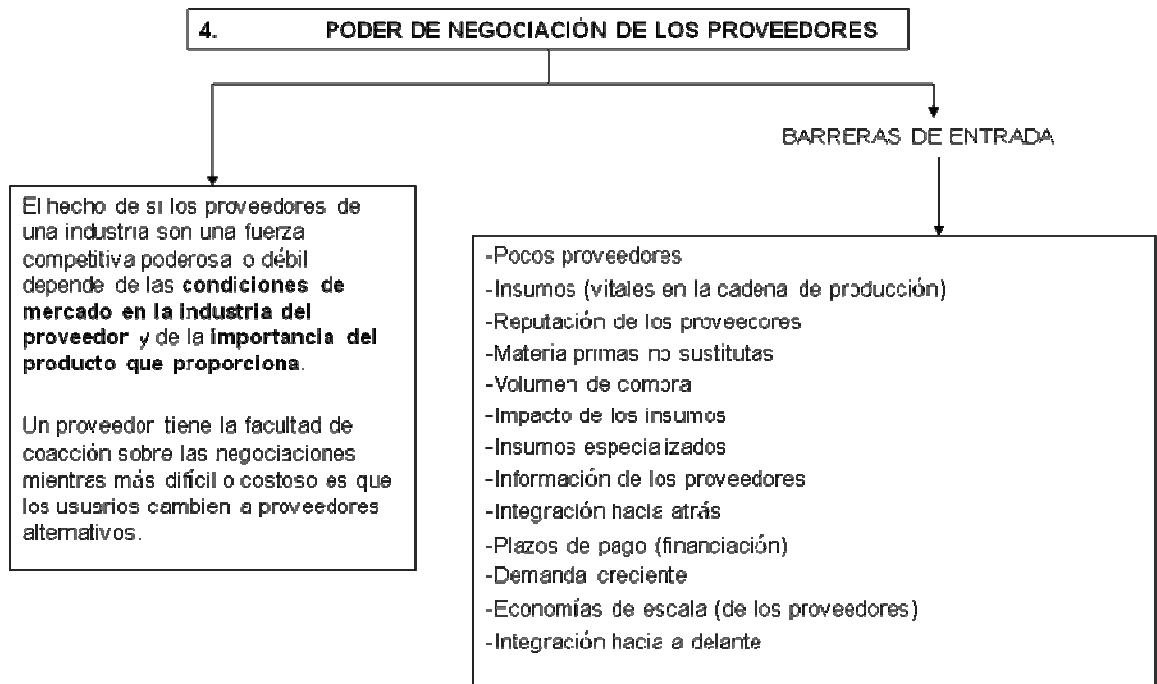 4. PODER DE NEGOCIACIÓN DE LOS PROVEEDORES
BARRERAS DE ENTRADA
El hecho de si los proveedores de
una industria son una fuerza
competitiva poderosa o débil
depende de las condiciones de
mercado en la industria del
proveedor y de la importancia del
producto que proporciona.
Un proveedor tiene la facultad de
coacción sobre las negociaciones
mientras más difícil o costoso es que
los usuarios cambien a proveedores
alternativos.
-Pocos proveedores
-Insumos (vitales en la cadena de producción)
-Reputación de los proveedores
-Materia primas no sustitutas
-Volumen de compra
-Impacto de los insumos
-Insumos especializados
-Información de los proveedores
-Integración hacia atrás
-Plazos de pago (financiación)
-Demanda creciente
-Economías de escala (de los proveedores)
-Integración hacia a delante